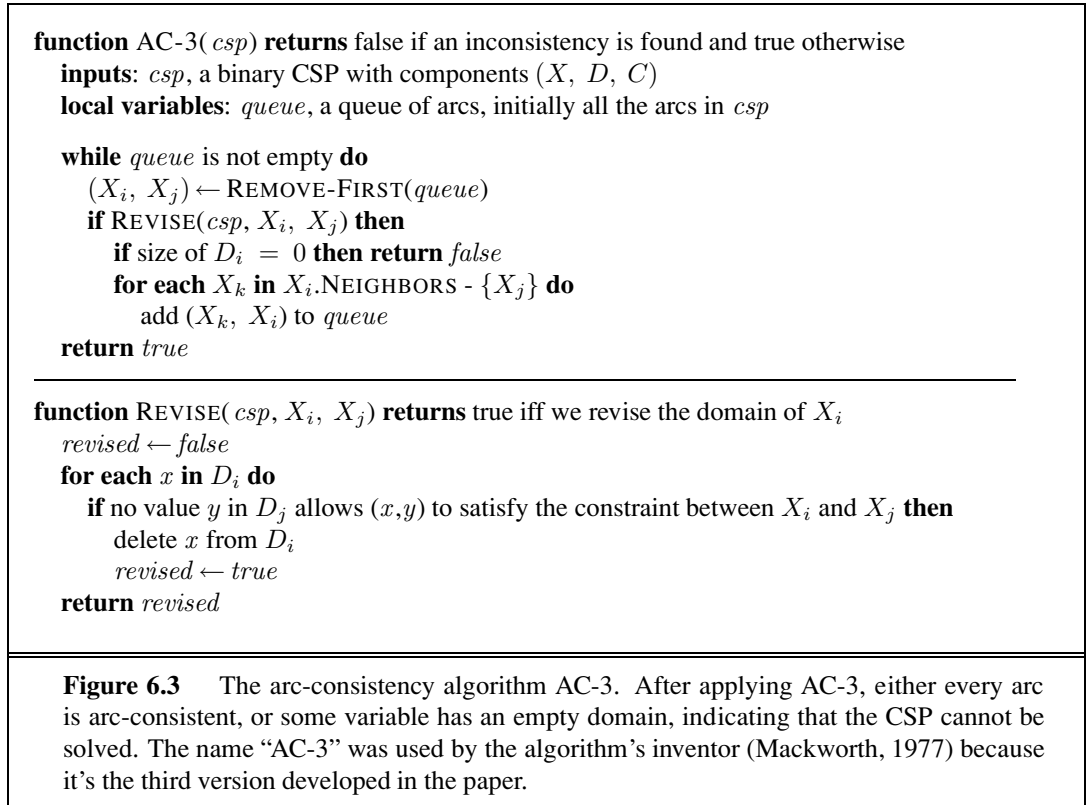 function AC-3(csp) returns false if an inconsistency is found and true otherwise
inputs: csp, a binary CSP with components (X, D, C)
local variables: queue, a queue of arcs, initially all the arcs in csp
while queue is not empty do
(Xi, Xj) ← REMOVE-FIRST(queue)
if REVISE(csp, Xi, Xj) then
if size of Di = 0 then return false
for each Xk in Xi.NEIGHBORS - {Xj} do
add (Xk, Xi) to queue
return true
function REVISE(csp, Xi, Xj) returns true iff we revise the domain of Xi
revised ← false
for each x in Di do
if no value y in Dj allows (x,y) to satisfy the constraint between Xi and Xj then
delete x from Di
revised ← true
return revised
Figure 6.3 The arc-consistency algorithm AC-3. After applying AC-3, either every arc
is arc-consistent, or some variable has an empty domain, indicating that the CSP cannot be
solved. The name “AC-3” was used by the algorithm’s inventor (Mackworth, 1977) because
it’s the third version developed in the paper.